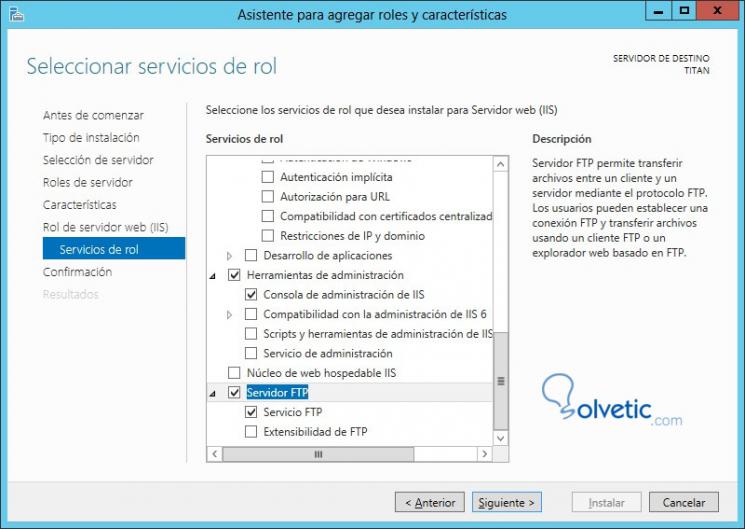 Asistente para agregar roles y características
Seleccionar servicios de rol
SERVIDOR DE DESTINO
TITAN
Antes de comenzar
Tipo de instalación
Selección de servidor
Roles de servidor
Características
Rol de servidor web (IIS)
Servicios de rol
Confirmación
Resultados
Seleccione los servicios de rol que desea instalar para Servidor web (IIS)
Servicios de rol
Autenticación implícita
Autorización para URL
Compatibilidad con certificados centralizad
Restricciones de IP y dominio
Desarrollo de aplicaciones
Herramientas de administración
Consola de administración de IIS
Compatibilidad con la administración de IIS 6
Scripts y herramientas de administración de IIS
Servicio de administración
Núcleo de web hospedable IIS
Servidor FTP
Servicio FTP
Extensibilidad de FTP
Descripción
Servidor FTP permite transferir
archivos entre un cliente y un
servidor mediante el protocolo FTP.
Los usuarios pueden establecer una
conexión FTP y transferir archivos
usando un cliente FTP o un
explorador web basado en FTP.
Solvetic.com
< Anterior
Siguiente >
Instalar
Cancelar